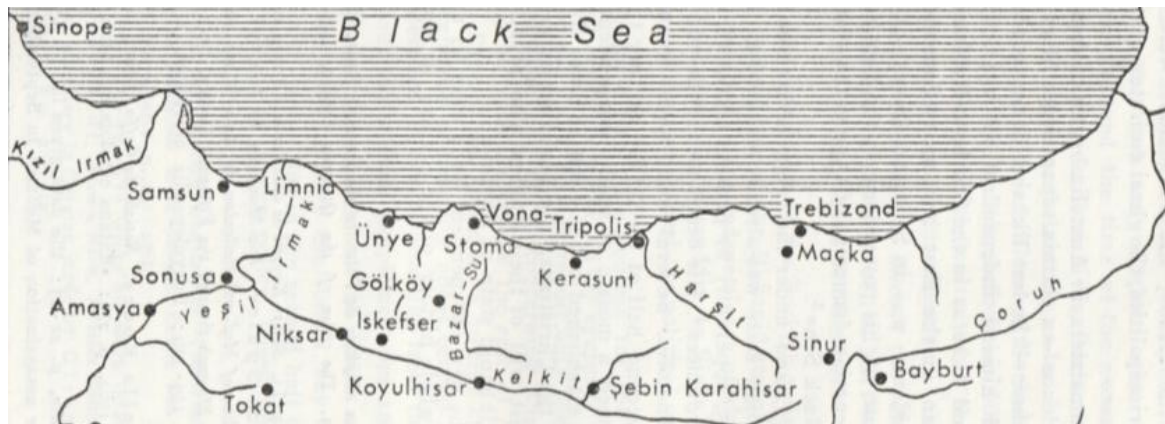 Black Sea
Sinope
Kızıl Irmak
Samsun
Limnia
Ünye
Vona
Stoma
Tripolis
Trebizond
Maçka
Kerasunt
Sonusa
Yeşil Irmak
Gölköy
Bazar-Su
Harşit
Çoruh
Amasya
Niksar
Iskefser
Sinur
Bayburt
Tokat
Koyulhisar
Kelkit
Şebin Karahisar